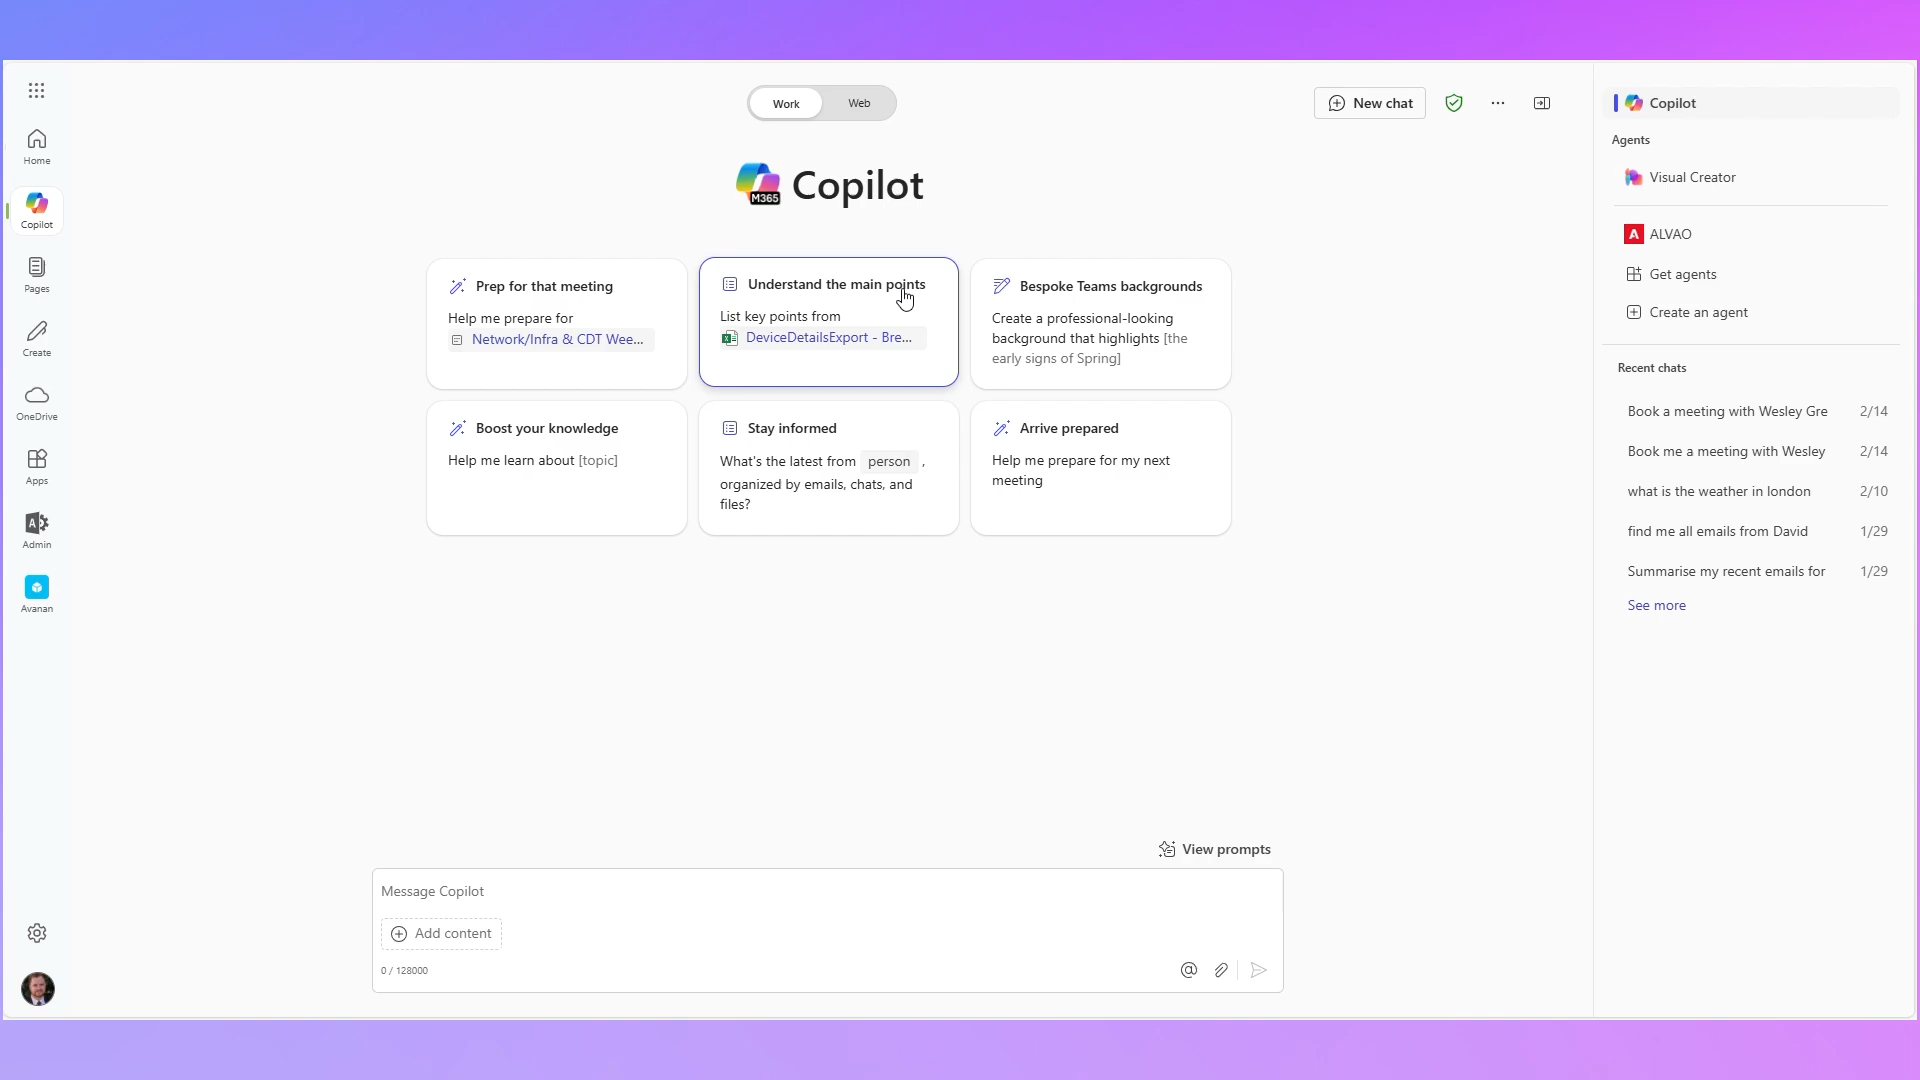 Home
Copilot
Pages
Create
OneDrive
Apps
Admin
Avanan
Work
Web
New chat
M365
Copilot
Prep for that meeting
Help me prepare for
Network/Infra & CDT Wee...
Understand the main points
List key points from
DeviceDetailsExport - Bre...
Bespoke Teams backgrounds
Create a professional-looking
background that highlights [the
early signs of Spring]
Boost your knowledge
Help me learn about [topic]
Stay informed
What's the latest from person ,
organized by emails, chats, and
files?
Arrive prepared
Help me prepare for my next
meeting
View prompts
Message Copilot
Add content
0 / 128000
Copilot
Agents
Visual Creator
A ALVAO
Get agents
Create an agent
Recent chats
Book a meeting with Wesley Gre 2/14
Book me a meeting with Wesley 2/14
what is the weather in london 2/10
find me all emails from David 1/29
Summarise my recent emails for 1/29
See more